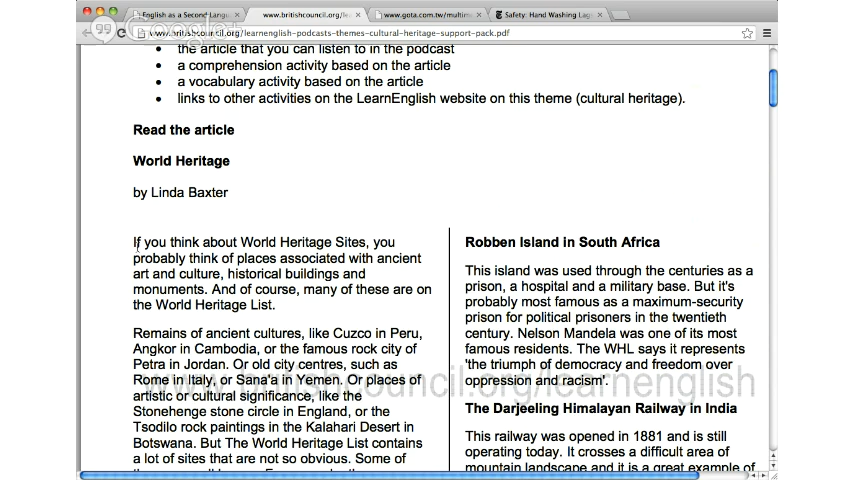 English as a Second Langu
www.britishcouncil.org/le
www.gota.com.tw/multim
Safety: Hand Washing Lags
www.britishcouncil.org/learnenglish-podcasts-themes-cultural-heritage-support-pack.pdf
• the article that you can listen to in the podcast
• a comprehension activity based on the article
• a vocabulary activity based on the article
• links to other activities on the LearnEnglish website on this theme (cultural heritage).
Read the article
World Heritage
by Linda Baxter
If you think about World Heritage Sites, you
probably think of places associated with ancient
art and culture, historical buildings and
monuments. And of course, many of these are on
the World Heritage List.
Remains of ancient cultures, like Cuzco in Peru,
Angkor in Cambodia, or the famous rock city of
Petra in Jordan. Or old city centres, such as
Rome in Italy, or Sana'a in Yemen. Or places of
artistic or cultural significance, like the
Stonehenge stone circle in England, or the
Tsodilo rock paintings in the Kalahari Desert in
Botswana. But The World Heritage List contains
a lot of sites that are not so obvious. Some of
Robben Island in South Africa
This island was used through the centuries as a
prison, a hospital and a military base. But it's
probably most famous as a maximum-security
prison for political prisoners in the twentieth
century. Nelson Mandela was one of its most
famous residents. The WHL says it represents
'the triumph of democracy and freedom over
oppression and racism'.
The Darjeeling Himalayan Railway in India
This railway was opened in 1881 and is still
operating today. It crosses a difficult area of
mountain landscape and it is a great example of
www.britishcouncil.org/learnenglish
Google+